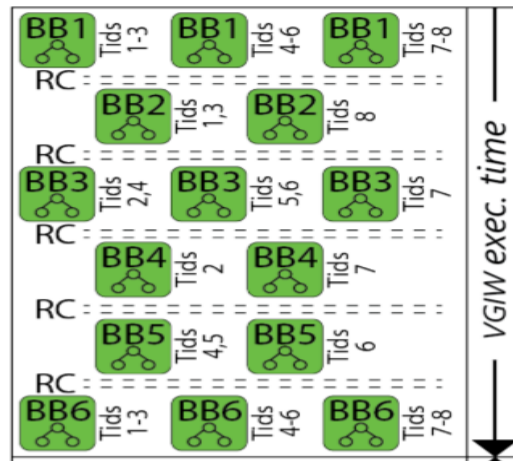 BB1 Tids 1-3 BB1 Tids 4-6 BB1 Tids 7-8
RC
BB2 Tids 1,3 BB2 Tids 8
RC
BB3 Tids 2,4 BB3 Tids 5,6 BB3 Tids 7
RC
BB4 Tids 2 BB4 Tids 7
RC
BB5 Tids 4,5 BB5 Tids 6
RC
BB6 Tids 1-3 BB6 Tids 4-6 BB6 Tids 7-8
VGIW exec. time